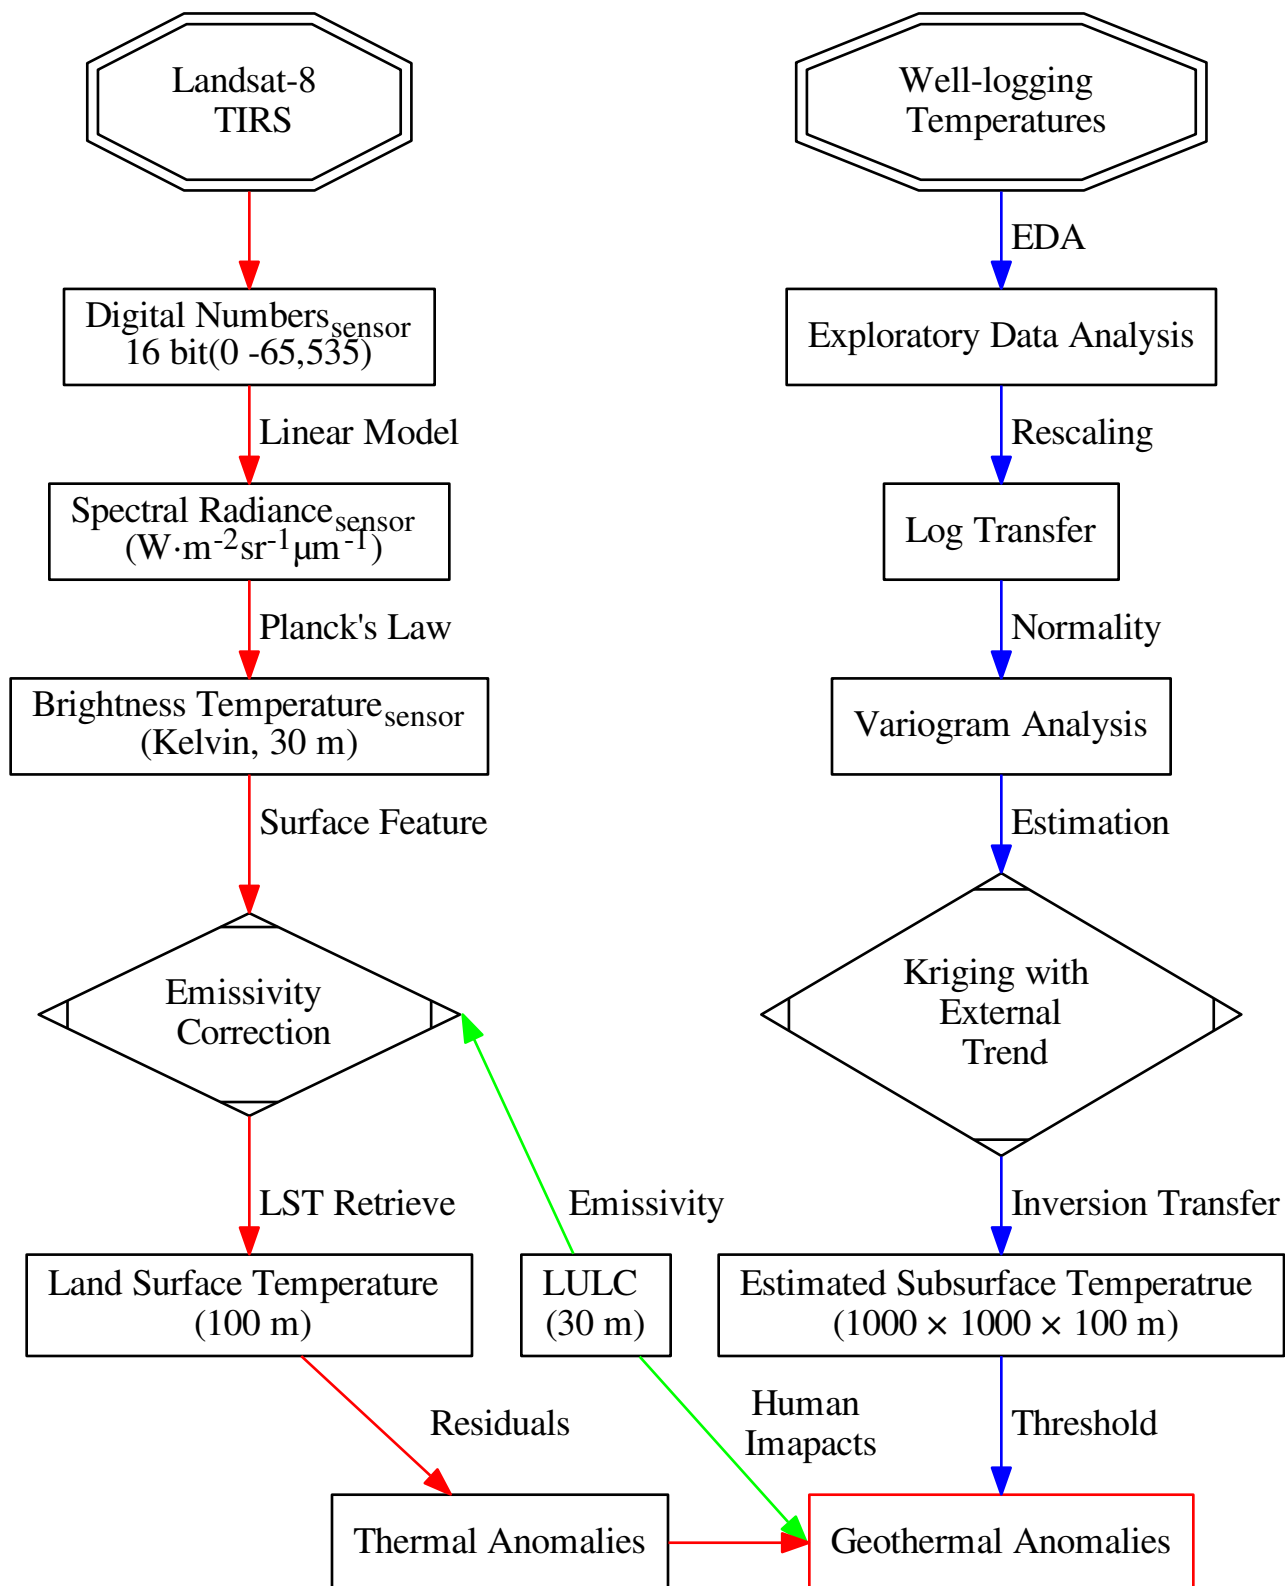 Landsat-8
TIRS
Well-logging
Temperatures
EDA
Digital Numbers_sensor
16 bit(0 -65,535)
Exploratory Data Analysis
Linear Model
Rescaling
Spectral Radiance_sensor
(W·m⁻²sr⁻¹µm⁻¹)
Log Transfer
Planck's Law
Normality
Brightness Temperature_sensor
(Kelvin, 30 m)
Variogram Analysis
Surface Feature
Estimation
Emissivity
Correction
Kriging with
External
Trend
LST Retrieve
Emissivity
Inversion Transfer
Land Surface Temperature
(100 m)
LULC
(30 m)
Estimated Subsurface Temperatrue
(1000 × 1000 × 100 m)
Residuals
Human
Imapacts
Threshold
Thermal Anomalies
Geothermal Anomalies